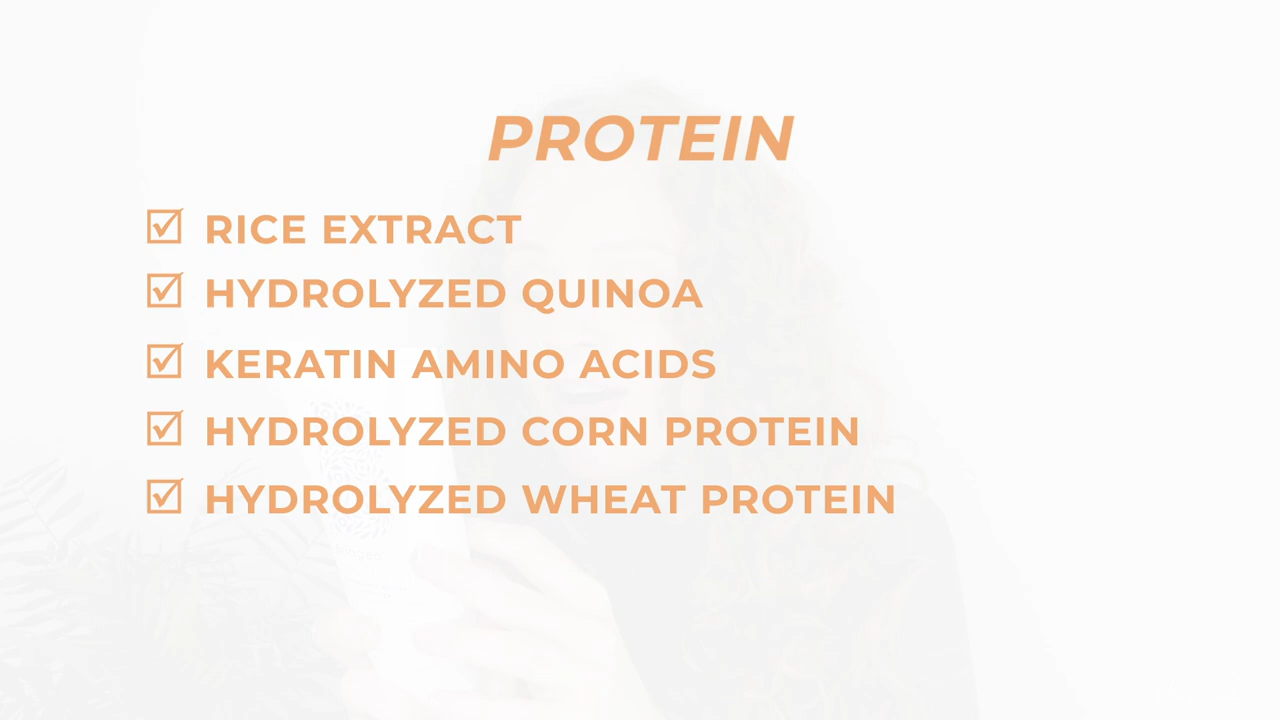 PROTEIN
RICE EXTRACT
HYDROLYZED QUINOA
KERATIN AMINO ACIDS
HYDROLYZED CORN PROTEIN
HYDROLYZED WHEAT PROTEIN